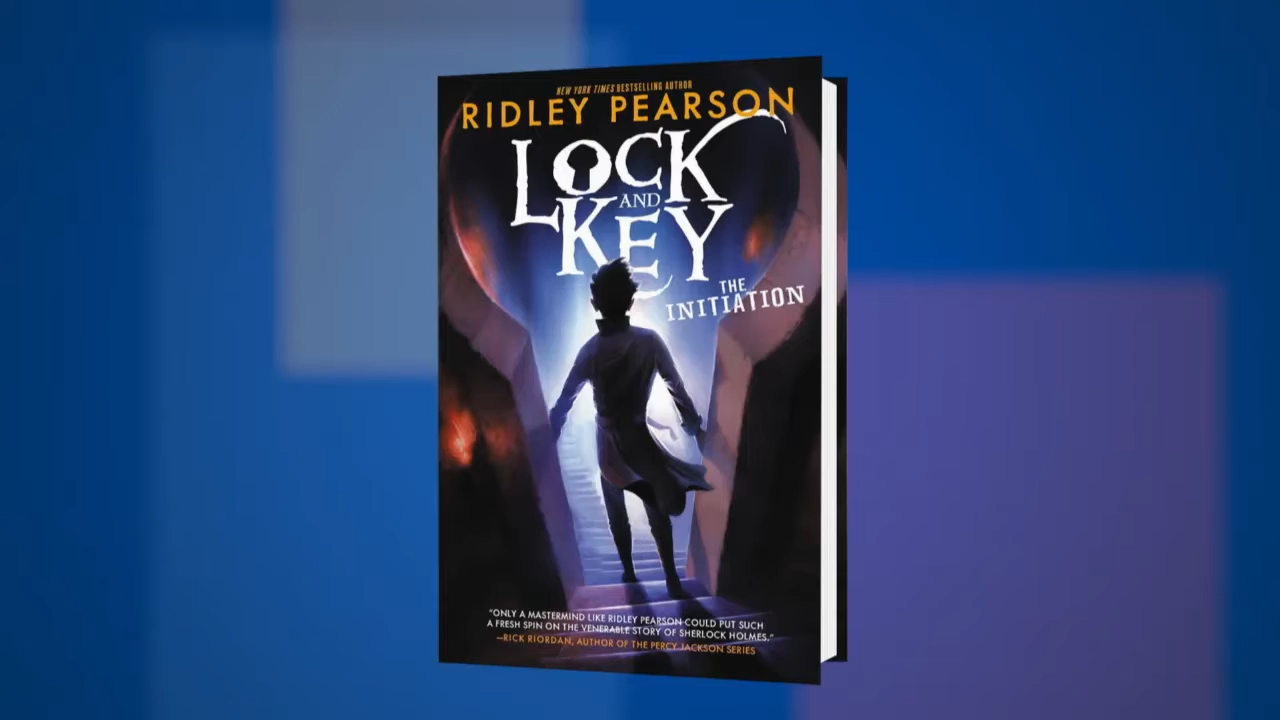 NEW YORK TIMES BESTSELLING AUTHOR
RIDLEY PEARSON
LOCK
AND
KEY
THE
INITIATION
"ONLY A MASTERMIND LIKE RIDLEY PEARSON COULD PUT SUCH
A FRESH SPIN ON THE VENERABLE STORY OF SHERLOCK HOLMES."
—RICK RIORDAN, AUTHOR OF THE PERCY JACKSON SERIES